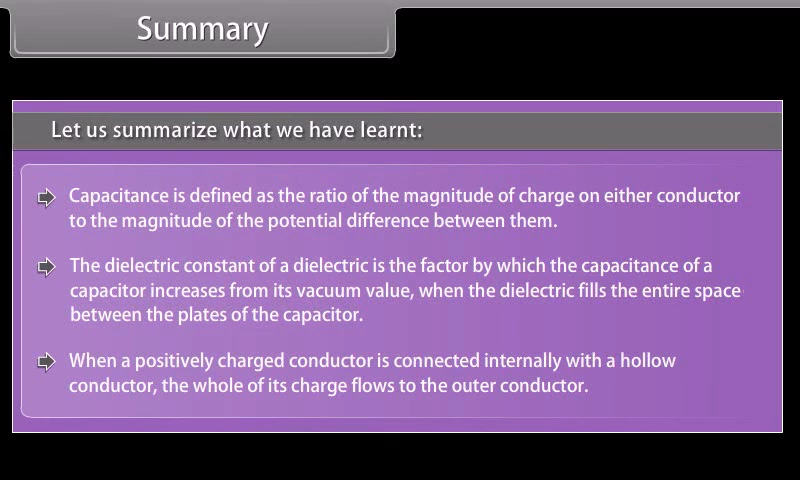 Summary
Let us summarize what we have learnt:
Capacitance is defined as the ratio of the magnitude of charge on either conductor
to the magnitude of the potential difference between them.
The dielectric constant of a dielectric is the factor by which the capacitance of a
capacitor increases from its vacuum value, when the dielectric fills the entire space
between the plates of the capacitor.
When a positively charged conductor is connected internally with a hollow
conductor, the whole of its charge flows to the outer conductor.